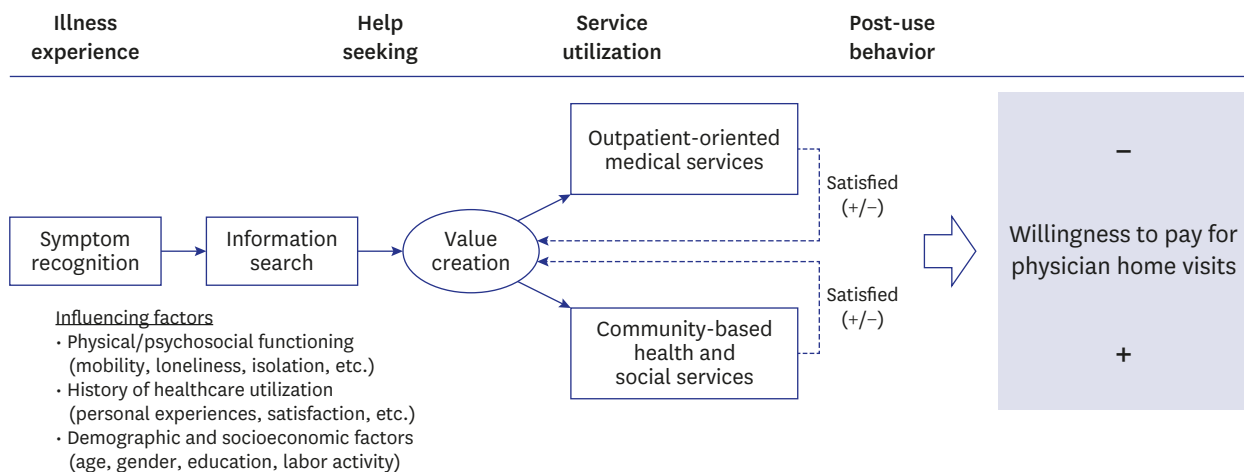 Illness
experience
Help
seeking
Service
utilization
Post-use
behavior
Outpatient-oriented
medical services
Satisfied
(+/−)
Symptom
recognition
Information
search
Value
creation
Satisfied
(+/−)
Community-based
health and
social services
−
Willingness to pay for
physician home visits
+
Influencing factors
· Physical/psychosocial functioning
(mobility, loneliness, isolation, etc.)
· History of healthcare utilization
(personal experiences, satisfaction, etc.)
· Demographic and socioeconomic factors
(age, gender, education, labor activity)